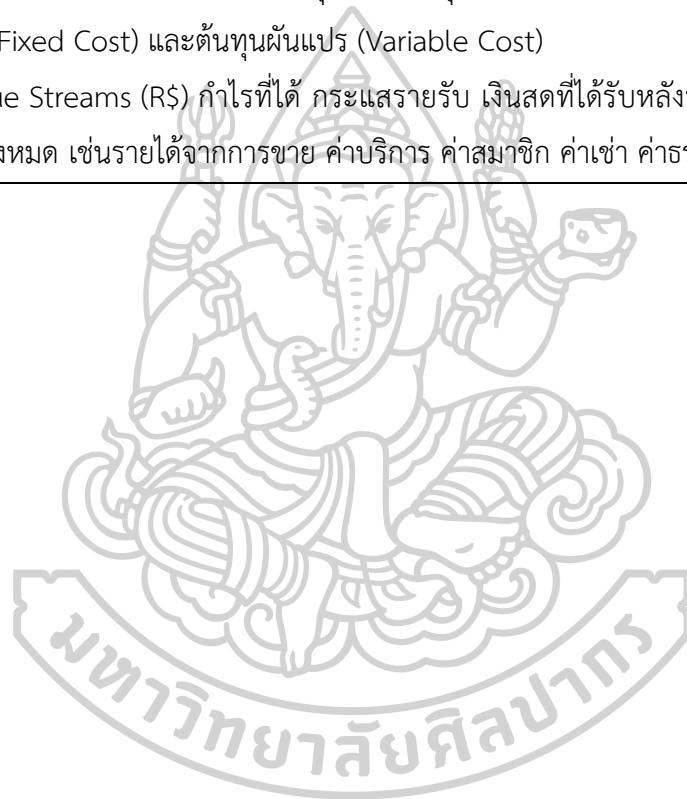 Fixed Cost) และต้นทุนผันแปร (Variable Cost)
ue Streams (R$) กำไรที่ได้ กระแสรายรับ เงินสดที่ได้รับหลัง
งหมด เช่นรายได้จากการขาย ค่าบริการ ค่าสมาชิก ค่าเช่า ค่าธร
มหาวิทยาลัยศิลปากร